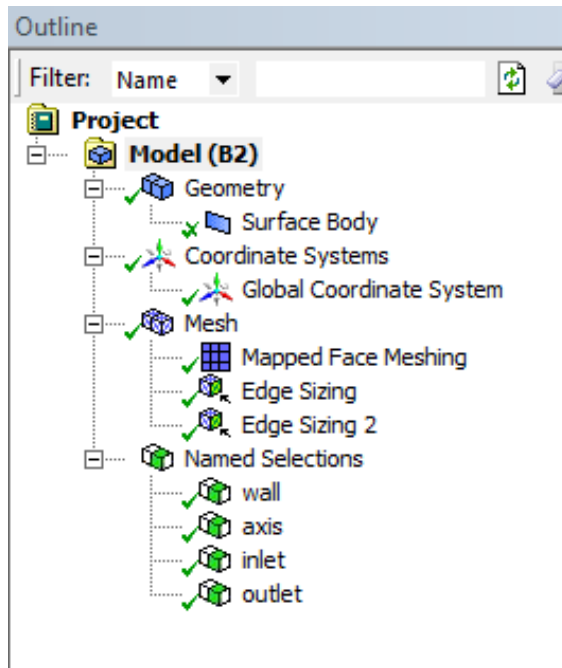 Outline
Filter: Name
Project
Model (B2)
Geometry
Surface Body
Coordinate Systems
Global Coordinate System
Mesh
Mapped Face Meshing
Edge Sizing
Edge Sizing 2
Named Selections
wall
axis
inlet
outlet